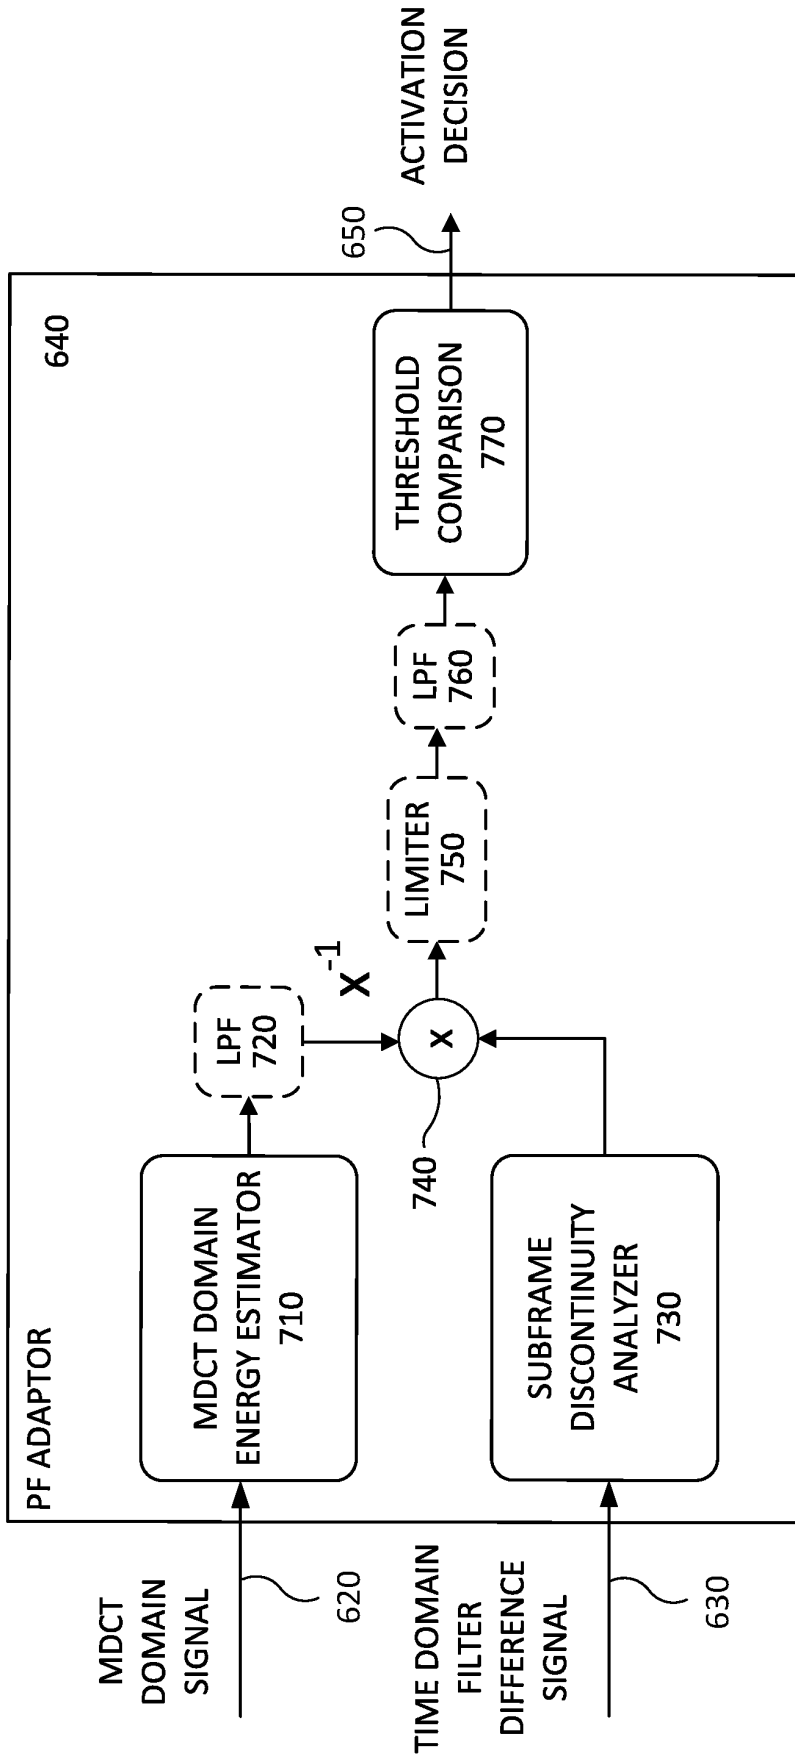 PF ADAPTOR
640
MDCT
DOMAIN
SIGNAL
620
MDCT DOMAIN
ENERGY ESTIMATOR
710
LPF
720
X⁻¹
TIME DOMAIN
FILTER
DIFFERENCE
SIGNAL
630
SUBFRAME
DISCONTINUITY
ANALYZER
730
740
X
LIMITER
750
LPF
760
THRESHOLD
COMPARISON
770
650
ACTIVATION
DECISION